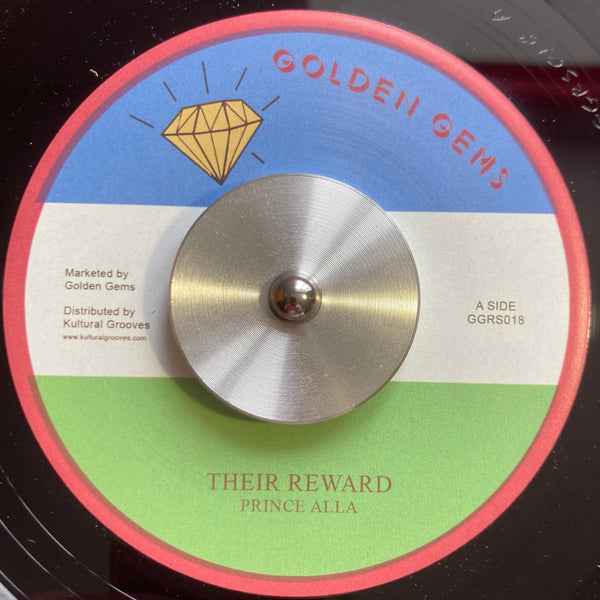 GOLDEN GEMS
Marketed by
Golden Gems
Distributed by
Kultural Grooves
www.kulturalgrooves.com
A SIDE
GGRS018
THEIR REWARD
PRINCE ALLA
GGRS018 A